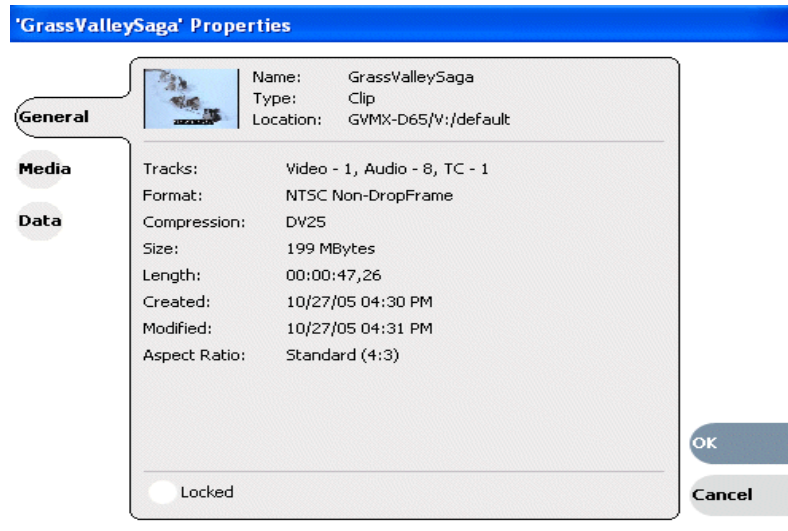 'GrassValleySaga' Properties
General
Media
Data
Name: GrassValleySaga
Type: Clip
Location: GVMX-D65/V:/default
Tracks: Video - 1, Audio - 8, TC - 1
Format: NTSC Non-DropFrame
Compression: DV25
Size: 199 MBytes
Length: 00:00:47,26
Created: 10/27/05 04:30 PM
Modified: 10/27/05 04:31 PM
Aspect Ratio: Standard (4:3)
Locked
OK
Cancel